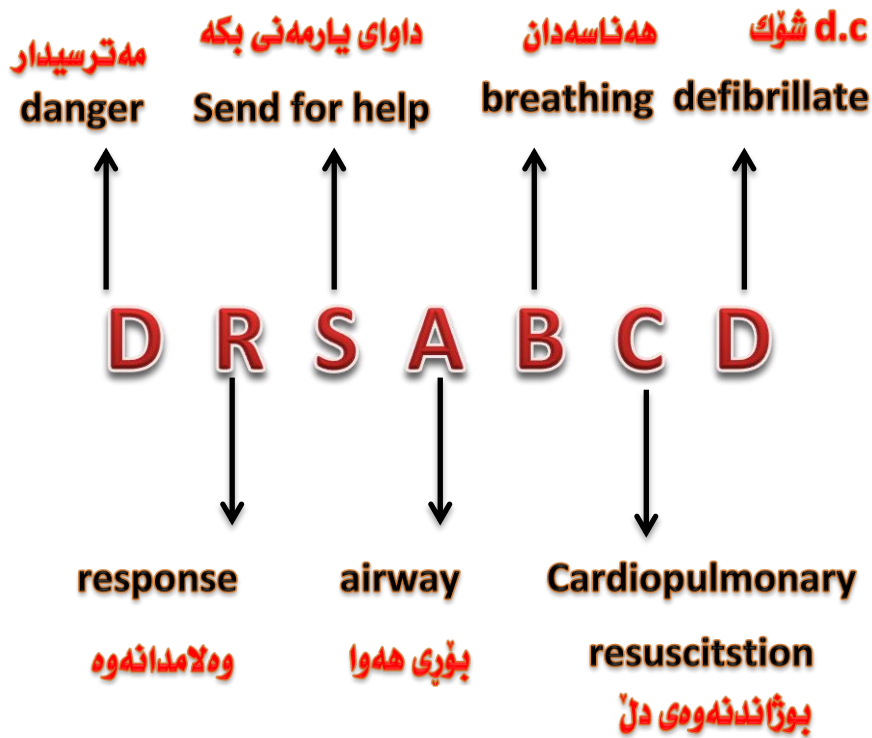 مەترسیدار
danger
داوای یارمەتی بکە
Send for help
هەناسەدان
breathing
d.c شۆك
defibrillate
D R S A B C D
response
وەلامدانەوە
airway
بۆڕی هەوا
Cardiopulmonary
resuscitstion
بوژاندنەوەی دڵ